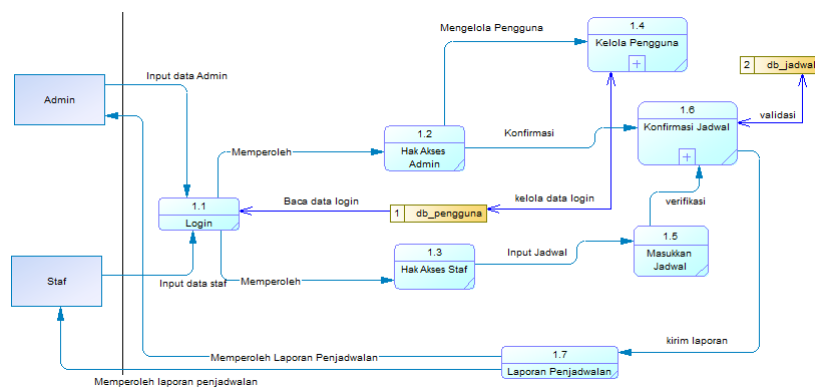 Mengelola Pengguna
1.4
Kelola Pengguna
2 db_jadwal
Input data Admin
Admin
1.6
Konfirmasi Jadwal
validasi
1.2
Hak Akses
Admin
Konfirmasi
Memperoleh
1.1
Login
Baca data login
1 db_pengguna
kelola data login
verifikasi
1.5
Masukkan
Jadwal
1.3
Hak Akses Staf
Input Jadwal
Staf
Input data staf
Memperoleh
kirim laporan
1.7
Laporan Penjadwalan
Memperoleh Laporan Penjadwalan
Memperoleh laporan penjadwalan